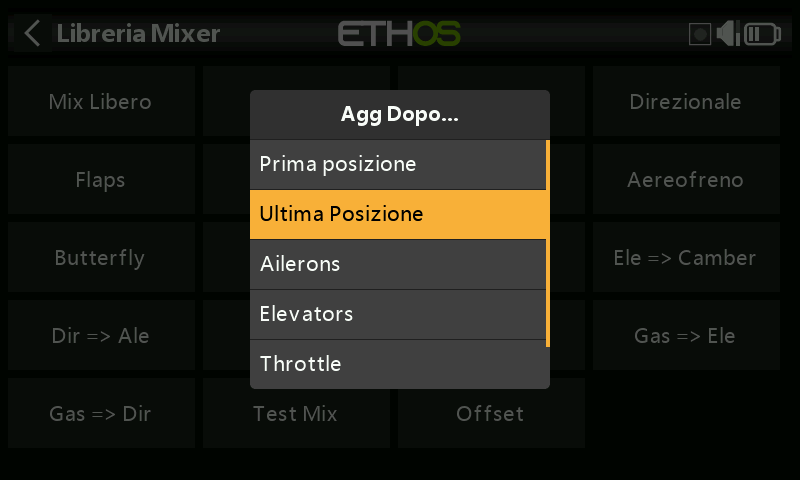 Libreria Mixer
ETHOS
Mix Libero
Direzionale
Flaps
Aereofreno
Butterfly
Ele => Camber
Dir => Ale
Gas => Ele
Gas => Dir
Test Mix
Offset
Agg Dopo...
Prima posizione
Ultima Posizione
Ailerons
Elevators
Throttle